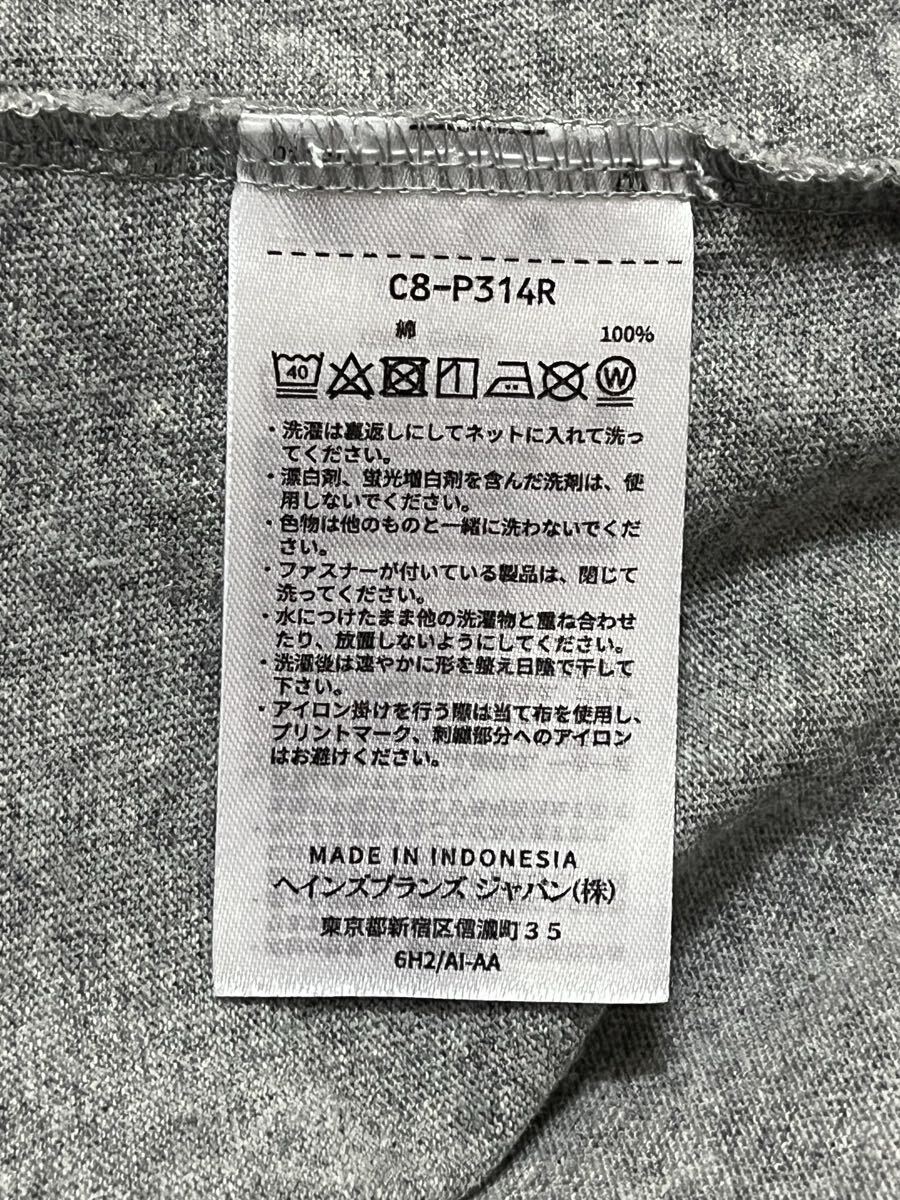 C8-P314R
綿 100%
40 W
・洗濯は裏返しにしてネットに入れて洗っ
てください。
・漂白剤、蛍光増白剤を含んだ洗剤は、使
用しないでください。
・色物は他のものと一緒に洗わないでくだ
さい。
・ファスナーが付いている製品は、閉じて
洗ってください。
・水につけたまま他の洗濯物と重ね合わせ
たり、放置しないようにしてください。
・洗濯後は速やかに形を整え日陰で干して
下さい。
・アイロン掛けを行う際は当て布を使用し、
プリントマーク、刺繍部分へのアイロン
はお避けください。
MADE IN INDONESIA
ヘインズブランズ ジャパン(株)
東京都新宿区信濃町35
6H2/AI-AA